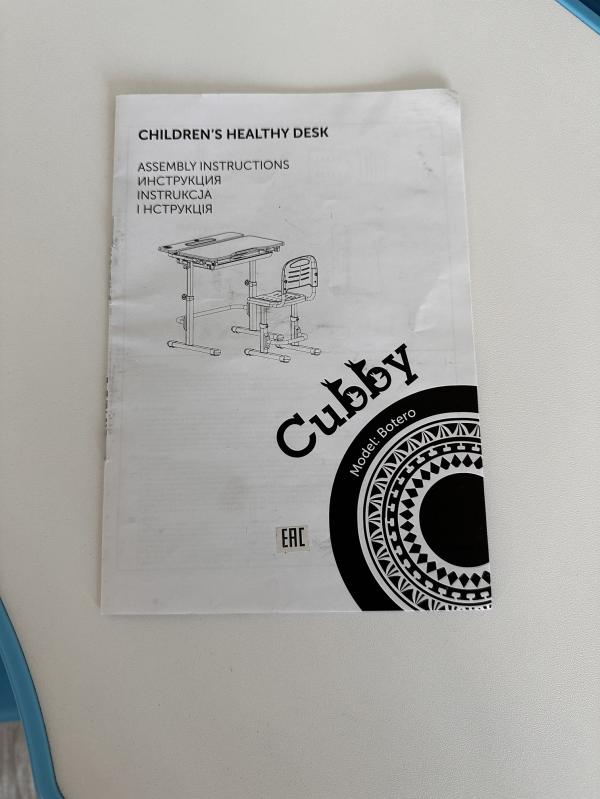 CHILDREN'S HEALTHY DESK
ASSEMBLY INSTRUCTIONS
ИНСТРУКЦИЯ
INSTRUKCJA
І НСТРУКЦІЯ
Cubby
Model: Botero
EAC